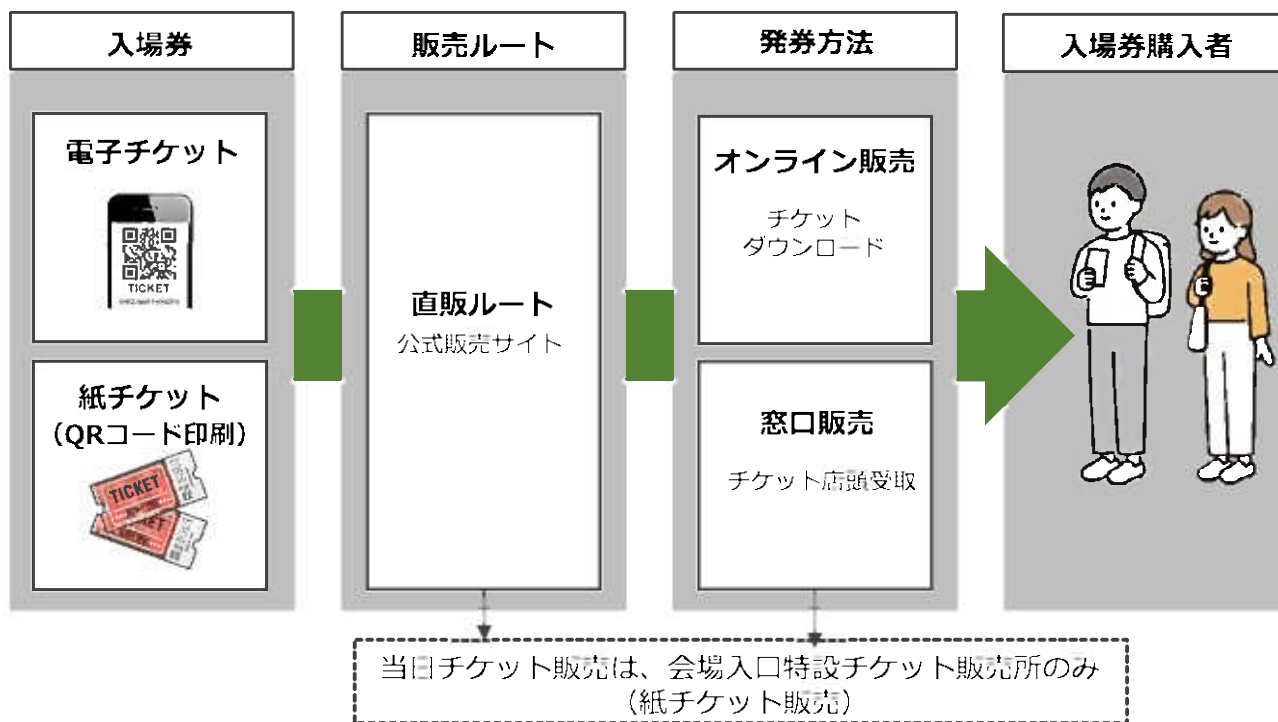 入場券
販売ルート
発券方法
入場券購入者
電子チケット
TICKET
紙チケット
（QRコード印刷）
TICKET
直販ルート
公式販売サイト
オンライン販売
チケット
ダウンロード
窓口販売
チケット店頭受取
当日チケット販売は、会場入口特設チケット販売所のみ
（紙チケット販売）